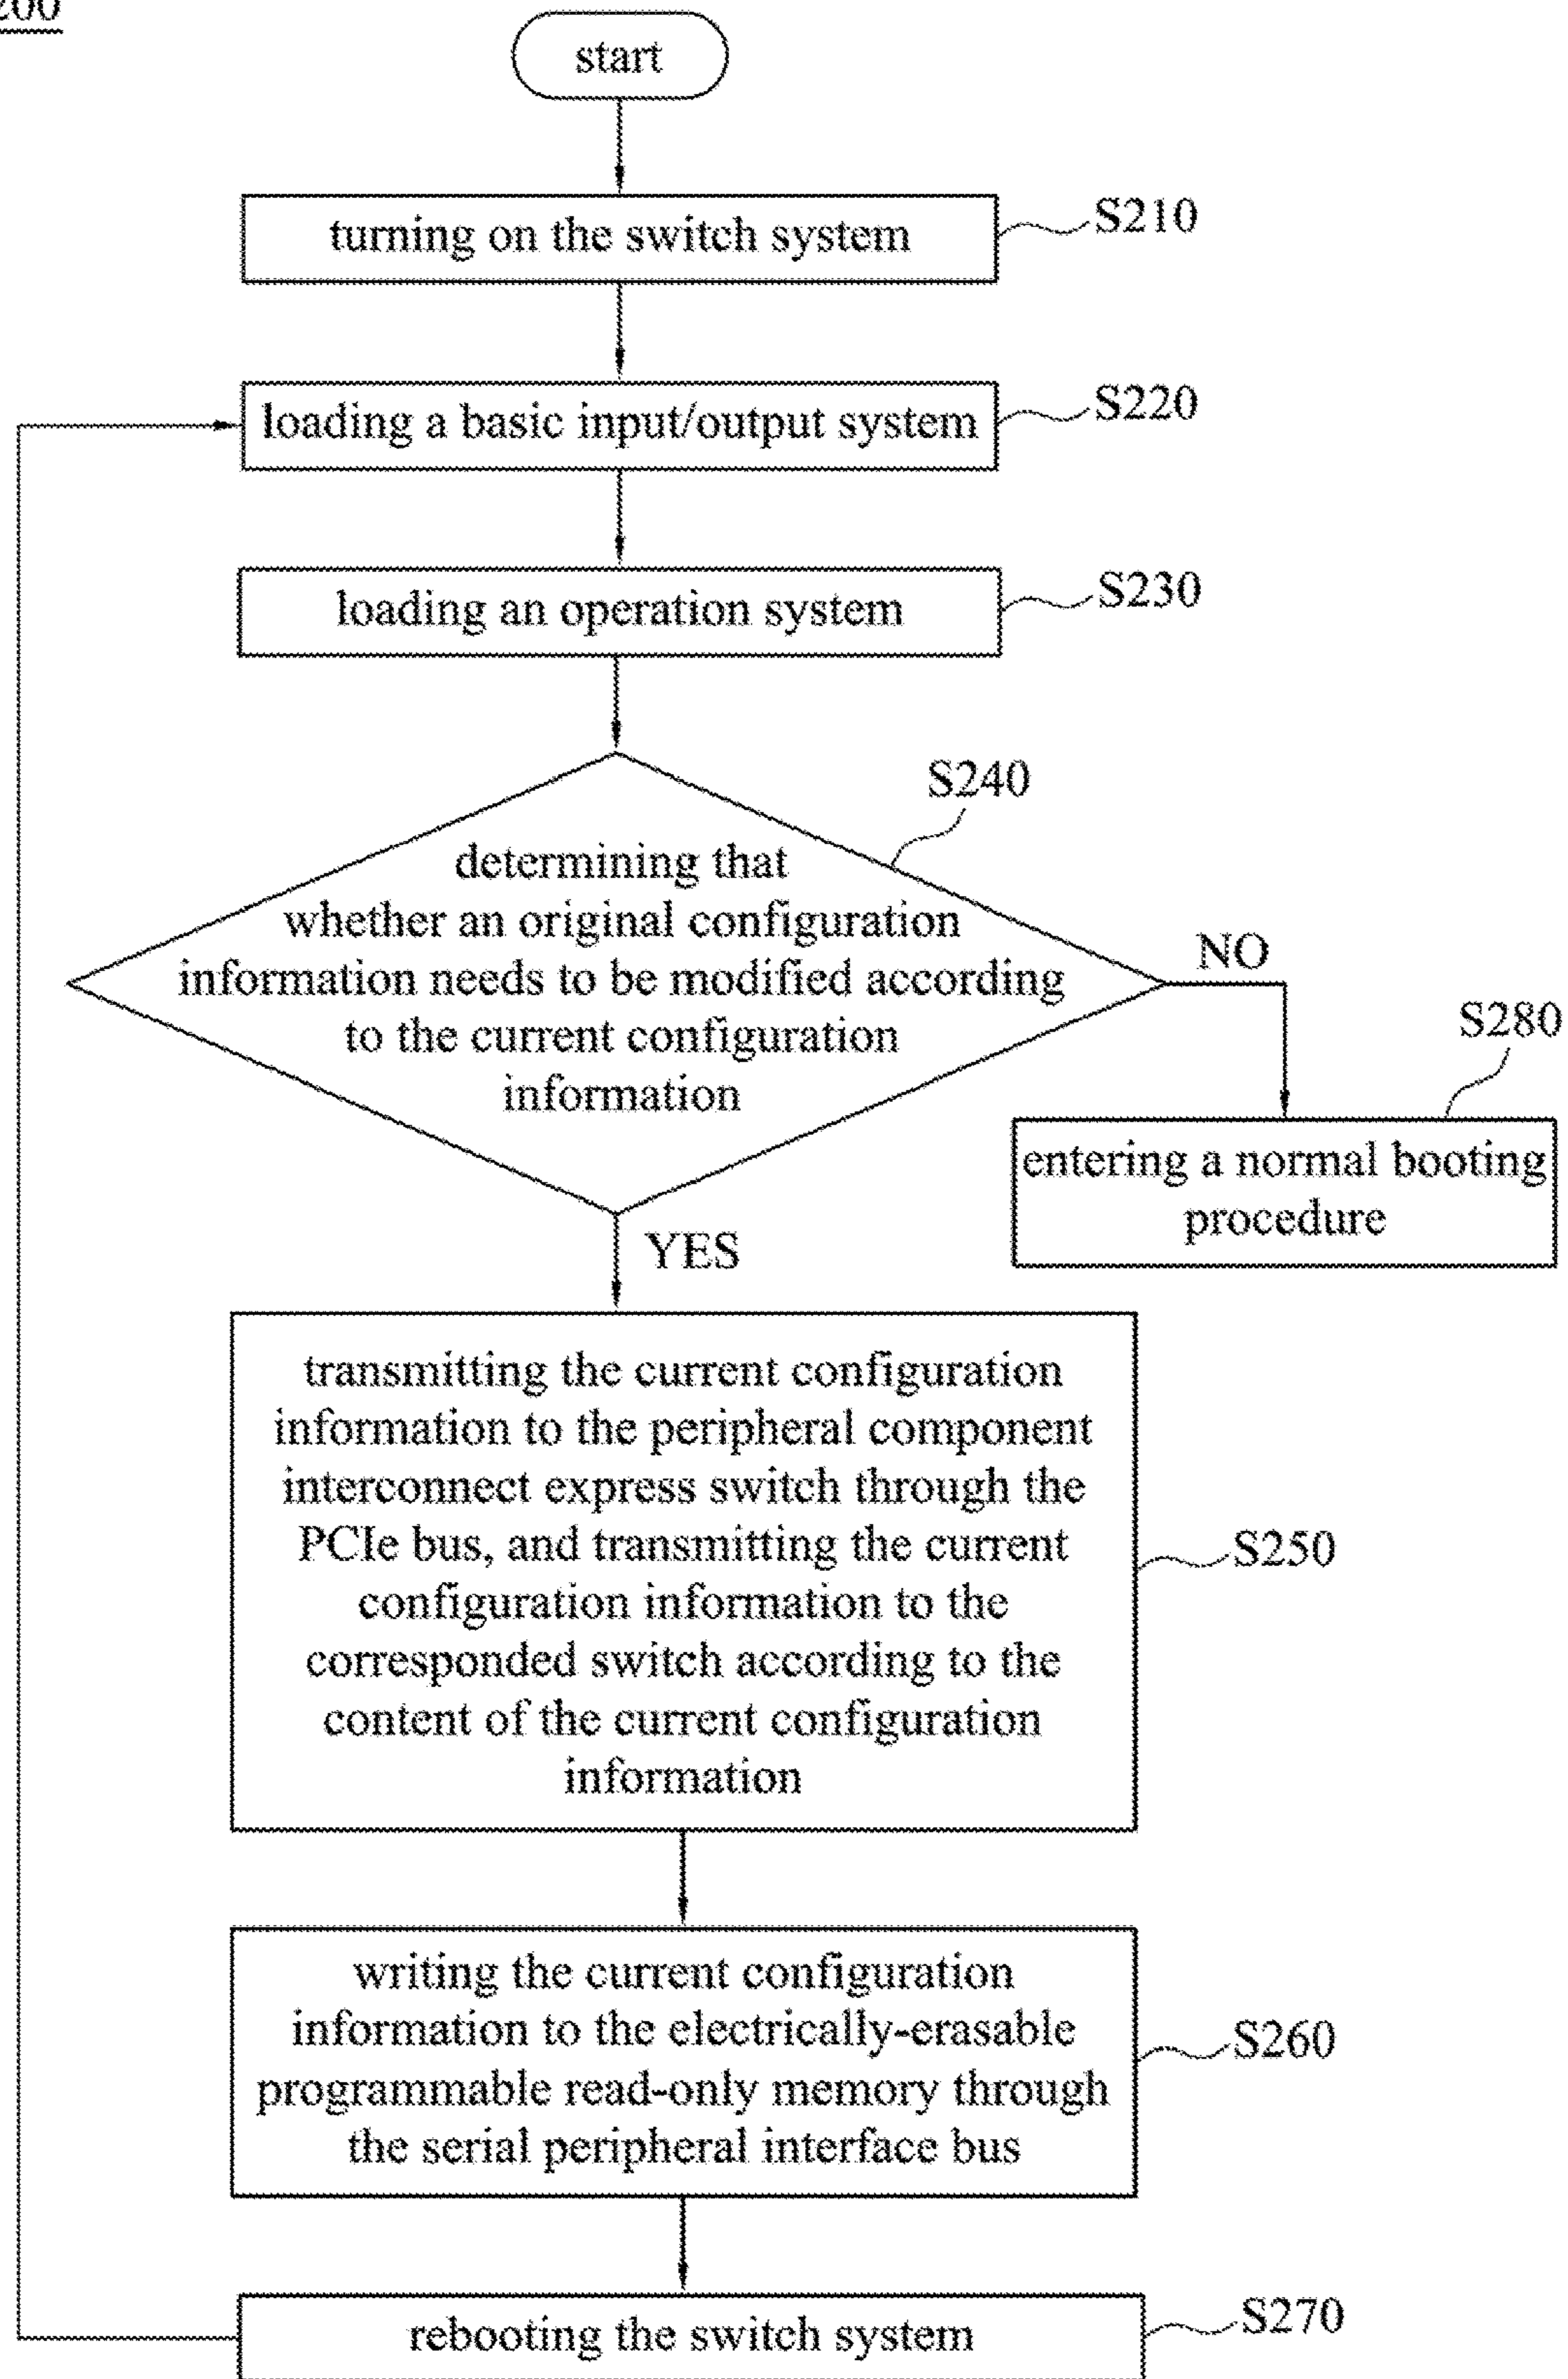 200
start
turning on the switch system
S210
loading a basic input/output system
S220
loading an operation system
S230
S240
determining that
whether an original configuration
information needs to be modified according
to the current configuration
information
NO
S280
entering a normal booting
procedure
YES
transmitting the current configuration
information to the peripheral component
interconnect express switch through the
PCIe bus, and transmitting the current
configuration information to the
corresponded switch according to the
content of the current configuration
information
S250
writing the current configuration
information to the electrically-erasable
programmable read-only memory through
the serial peripheral interface bus
S260
rebooting the switch system
S270